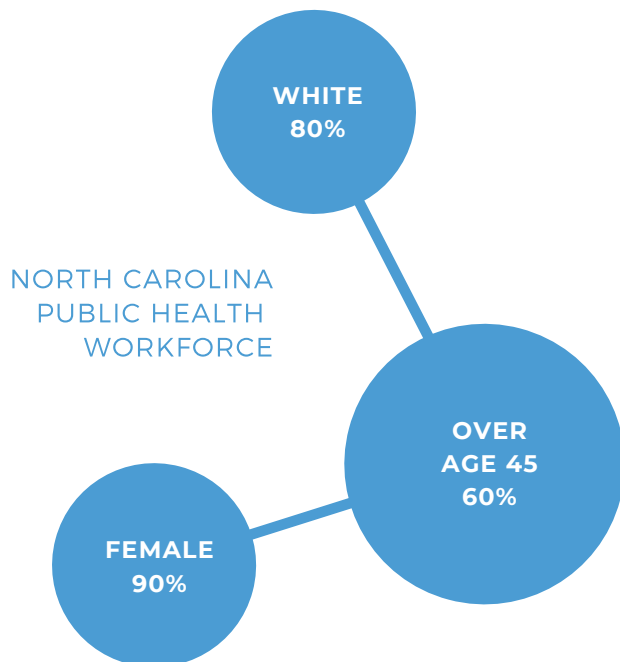 WHITE
80%
NORTH CAROLINA
PUBLIC HEALTH
WORKFORCE
OVER
AGE 45
60%
FEMALE
90%